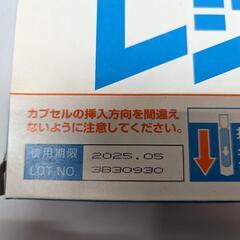 カプセルの挿入方向を間違え
ないように注意してください。
使用期限 2025.05
LOT NO. 3B30930